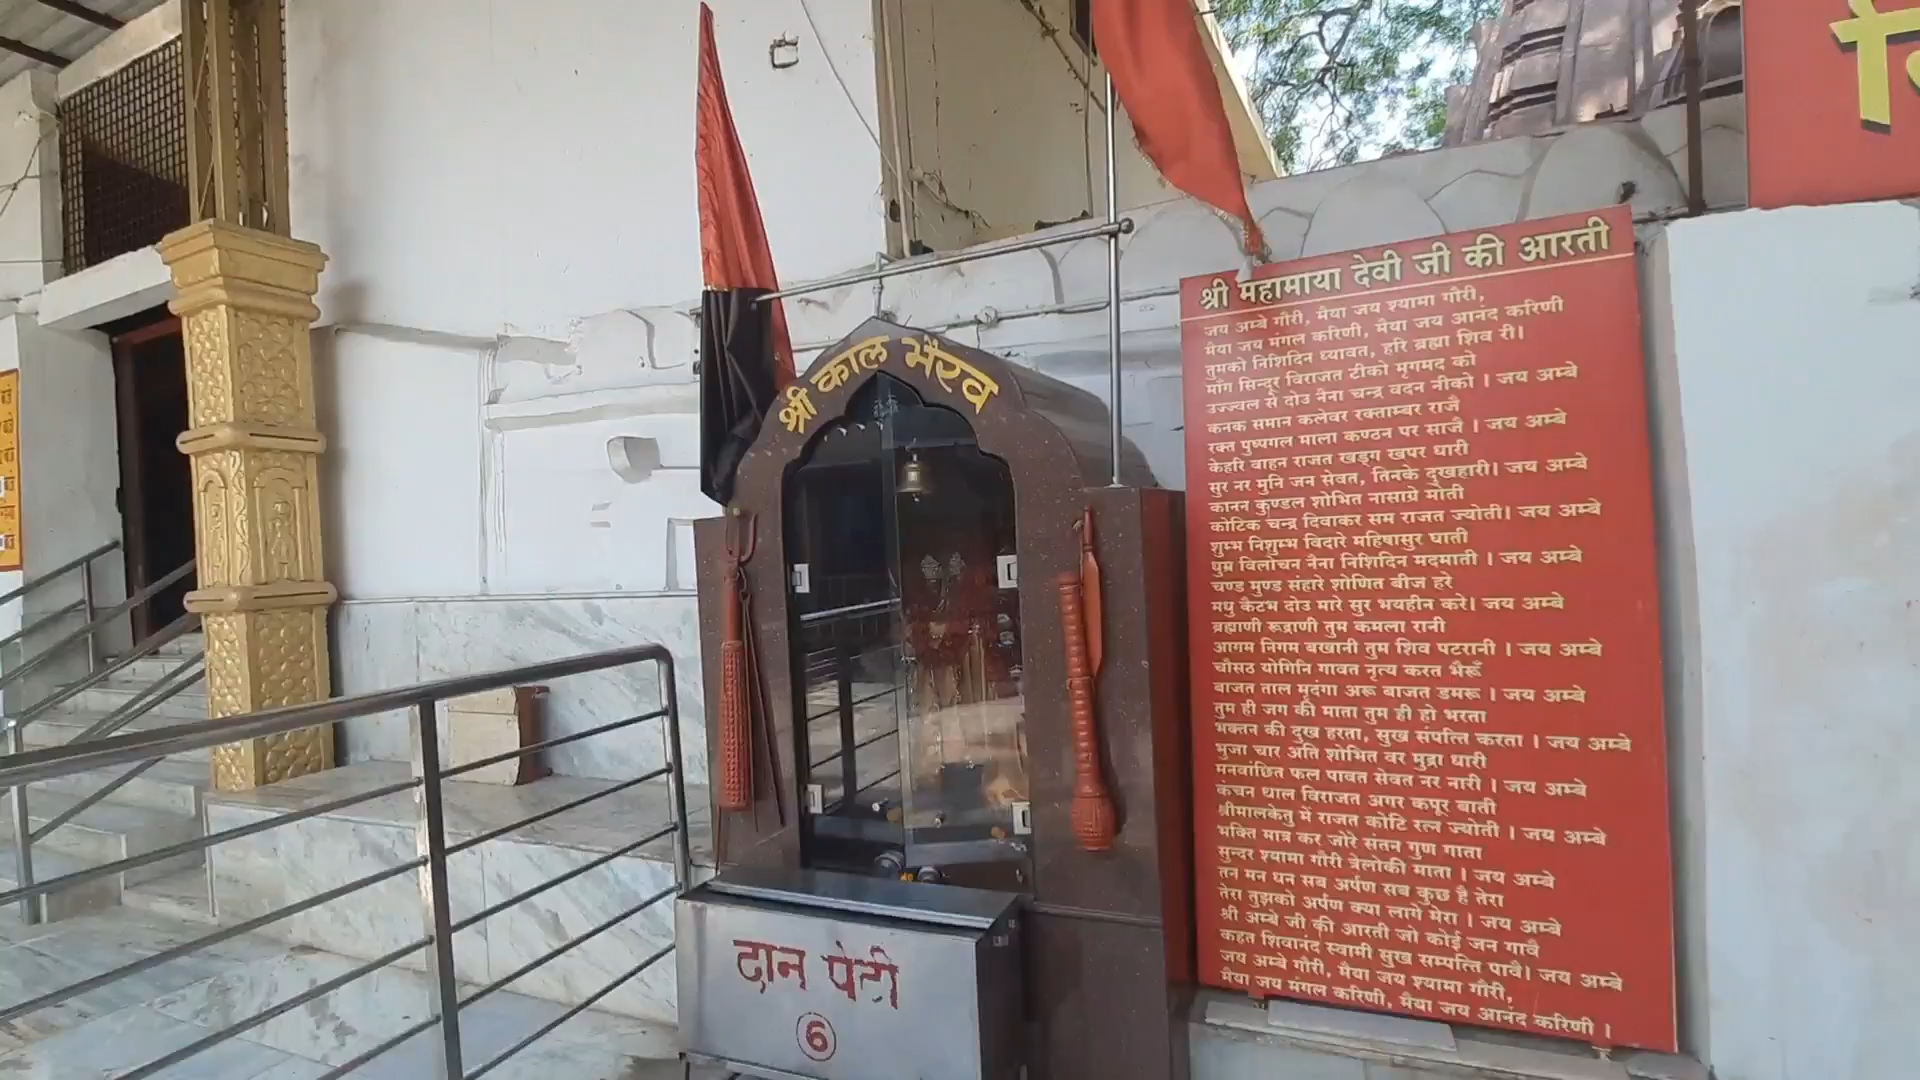 श्री काल भैरव
दान पेटी
6
श्री महामाया देवी जी की आरती
जय अम्बे गौरी, मैया जय श्यामा गौरी,
मैया जय मंगल करिणी, मैया जय आनंद करिणी
तुमको निशिदिन ध्यावत, हरि ब्रह्मा शिव री।
माँग सिन्दूर विराजत टीको मृगमद को
उज्ज्वल से दोउ नैना चन्द्र वदन नीको । जय अम्बे
कनक समान कलेवर रक्ताम्बर राजै
रक्त पुष्पगल माला कण्ठन पर साजै । जय अम्बे
केहरि वाहन राजत खड्ग खपर धारी
सुर नर मुनि जन सेवत, तिनके दुखहारी। जय अम्बे
कानन कुण्डल शोभित नासाग्रे मोती
कोटिक चन्द्र दिवाकर सम राजत ज्योती। जय अम्बे
शुम्भ निशुम्भ विदारे महिषासुर घाती
धुम्र विलोचन नैना निशिदिन मदमाती । जय अम्बे
चण्ड मुण्ड संहारे शोणित बीज हरे
मधु कैटभ दोउ मारे सुर भयहीन करे। जय अम्बे
ब्रह्माणी रूद्राणी तुम कमला रानी
आगम निगम बखानी तुम शिव पटरानी । जय अम्बे
चौसठ योगिनि गावत नृत्य करत भैरूँ
बाजत ताल मृदंगा अरू बाजत डमरू । जय अम्बे
तुम ही जग की माता तुम ही हो भरता
भक्तन की दुख हरता, सुख संपत्ति करता । जय अम्बे
भुजा चार अति शोभित वर मुद्रा धारी
मनवांछित फल पावत सेवत नर नारी । जय अम्बे
कंचन थाल विराजत अगर कपूर बाती
श्रीमालकेतु में राजत कोटि रत्न ज्योती । जय अम्बे
भक्ति मात्र कर जोरे संतन गुण गाता
सुन्दर श्यामा गौरी त्रैलोकी माता । जय अम्बे
तन मन धन सब अर्पण सब कुछ है तेरा
तेरा तुझको अर्पण क्या लागे मेरा । जय अम्बे
श्री अम्बे जी की आरती जो कोई जन गावै
कहत शिवानंद स्वामी सुख सम्पत्ति पावै। जय अम्बे
जय अम्बे गौरी, मैया जय श्यामा गौरी,
मैया जय मंगल करिणी, मैया जय आनंद करिणी ।